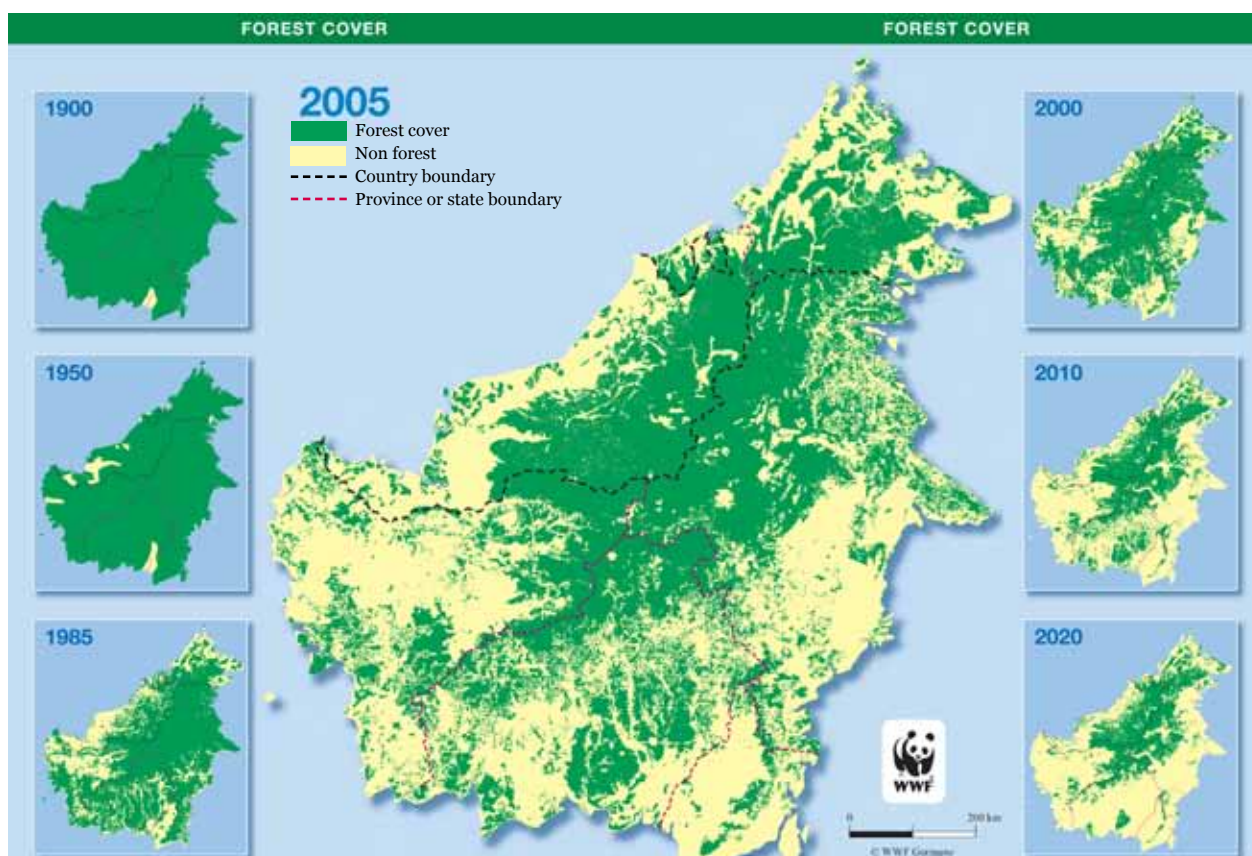 FOREST COVER
FOREST COVER
1900
2005
Forest cover
Non forest
Country boundary
Province or state boundary
2000
1950
2010
1985
2020
WWF
0 200 km
© WWF Germany